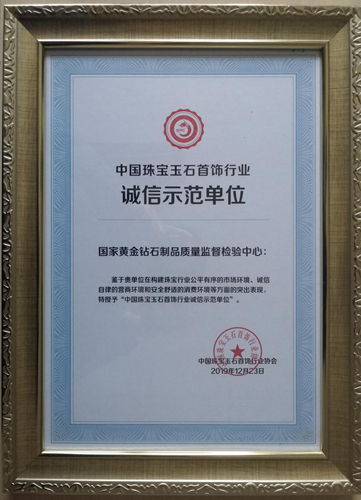 中国珠宝玉石首饰行业
诚信示范单位
国家黄金钻石制品质量监督检验中心：
鉴于贵单位在构建珠宝行业公平有序的市场环境、诚信
自律的营商环境和安全舒适的消费环境等方面的突出表现，
特授予“中国珠宝玉石首饰行业诚信示范单位”。
中国珠宝玉石首饰行业协会
2019年12月23日